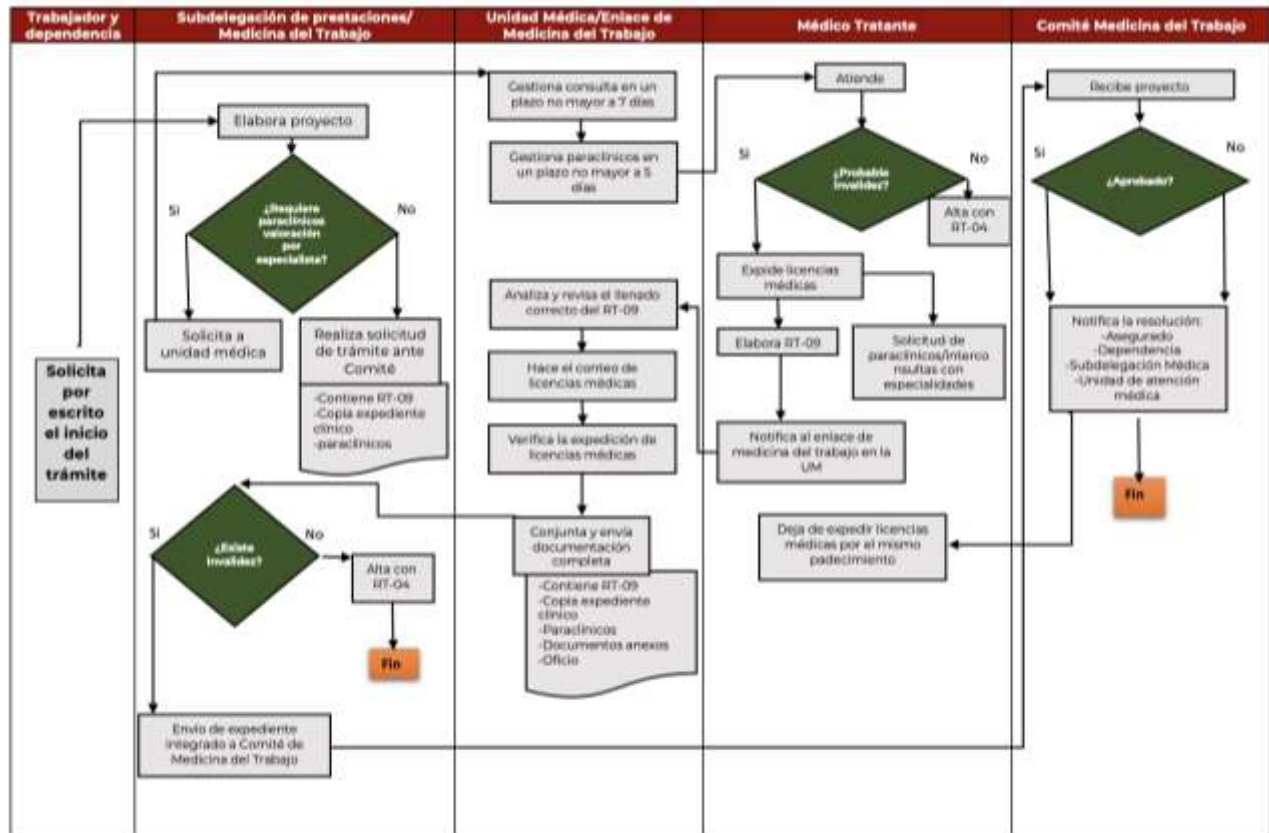 Trabajador y
dependencia
Subdelegación de prestaciones/
Medicina del Trabajo
Unidad Médica/Enlace de
Medicina del Trabajo
Médico Tratante
Comité Medicina del Trabajo
Solicita
por
escrito
el inicio
del
trámite
Elabora proyecto
¿Requiere
paraclínicos
valoración
por
especialista?
Si
No
Solicita a
unidad médica
Realiza solicitud
de trámite ante
Comité
-Contiene RT-09
-Copia expediente
clínico
-paraclínicos
¿Existe
invalidez?
Si
No
Alta con
RT-04
Fin
Envío de expediente
integrado a Comité de
Medicina del Trabajo
Gestiona consulta en un
plazo no mayor a 7 días
Gestiona paraclínicos en
un plazo no mayor a 5
días
Analiza y revisa el llenado
correcto del RT-09
Hace el conteo de
licencias médicas
Verifica la expedición de
licencias médicas
Conjunta y envía
documentación
completa
-Contiene RT-09
-Copia expediente
clínico
-Paraclínicos
-Documentos anexos
-Oficio
Atiende
¿Probable
invalidez?
Si
No
Alta con
RT-04
Expide licencias
médicas
Elabora RT-09
Solicitud de
paraclínicos/interco
nsultas con
especialidades
Notifica al enlace de
medicina del trabajo en la
UM
Deja de expedir licencias
médicas por el mismo
padecimiento
Recibe proyecto
¿Aprobado?
Si
No
Notifica la resolución:
-Asegurado
-Dependencia
-Subdelegación Médica
-Unidad de atención
médica
Fin